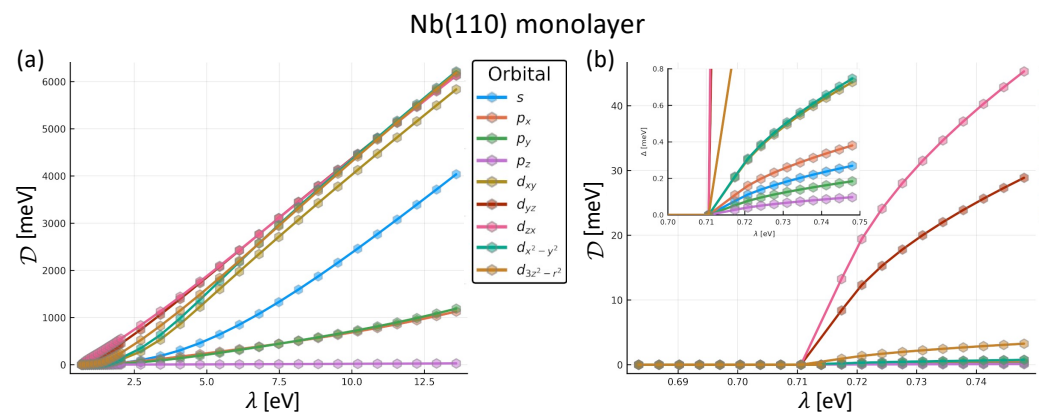 Nb(110) monolayer
(a)
𝒟 [meV]
6000
5000
4000
3000
2000
1000
0
2.5
5.0
7.5
10.0
12.5
λ [eV]
Orbital
s
pₓ
p_y
p_z
d_xy
d_yz
d_zx
d_x²−y²
d_3z²−r²
(b)
𝒟 [meV]
40
30
20
10
0
0.69
0.70
0.71
0.72
0.73
0.74
λ [eV]
Δ [meV]
0.8
0.6
0.4
0.2
0.0
0.70
0.71
0.72
0.73
0.74
0.75
λ [eV]